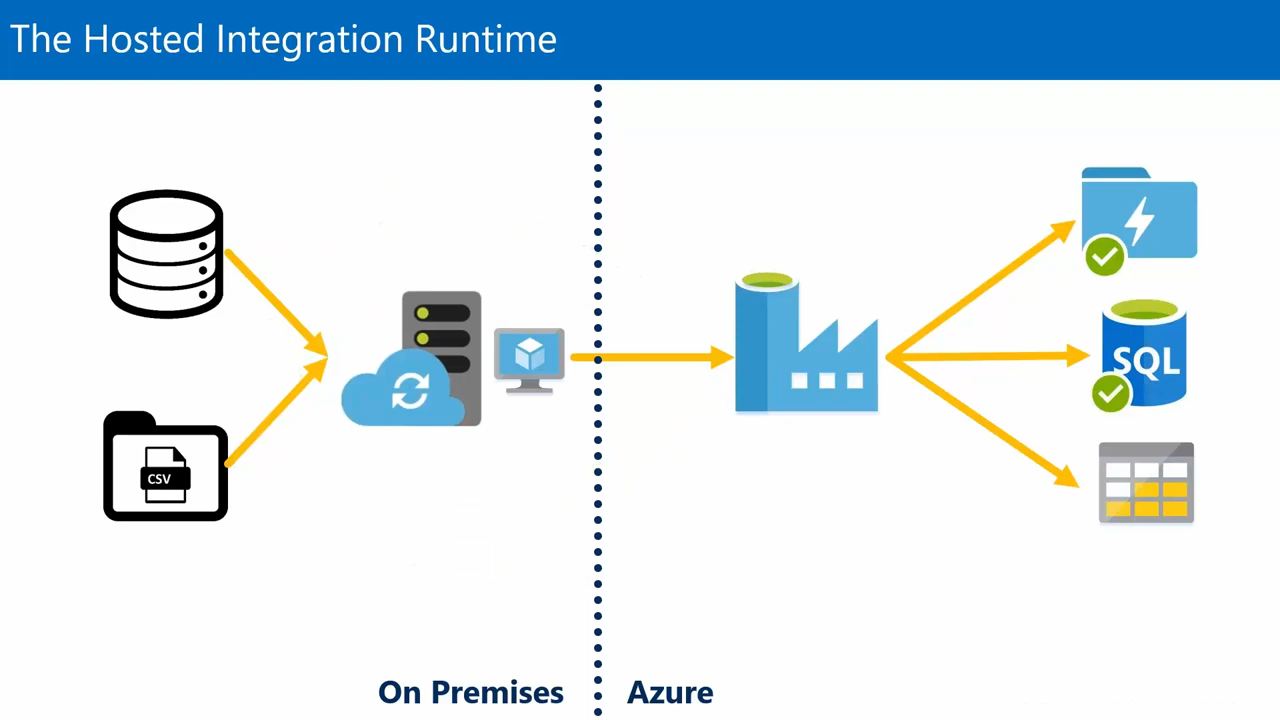 The Hosted Integration Runtime
SQL
CSV
On Premises
Azure